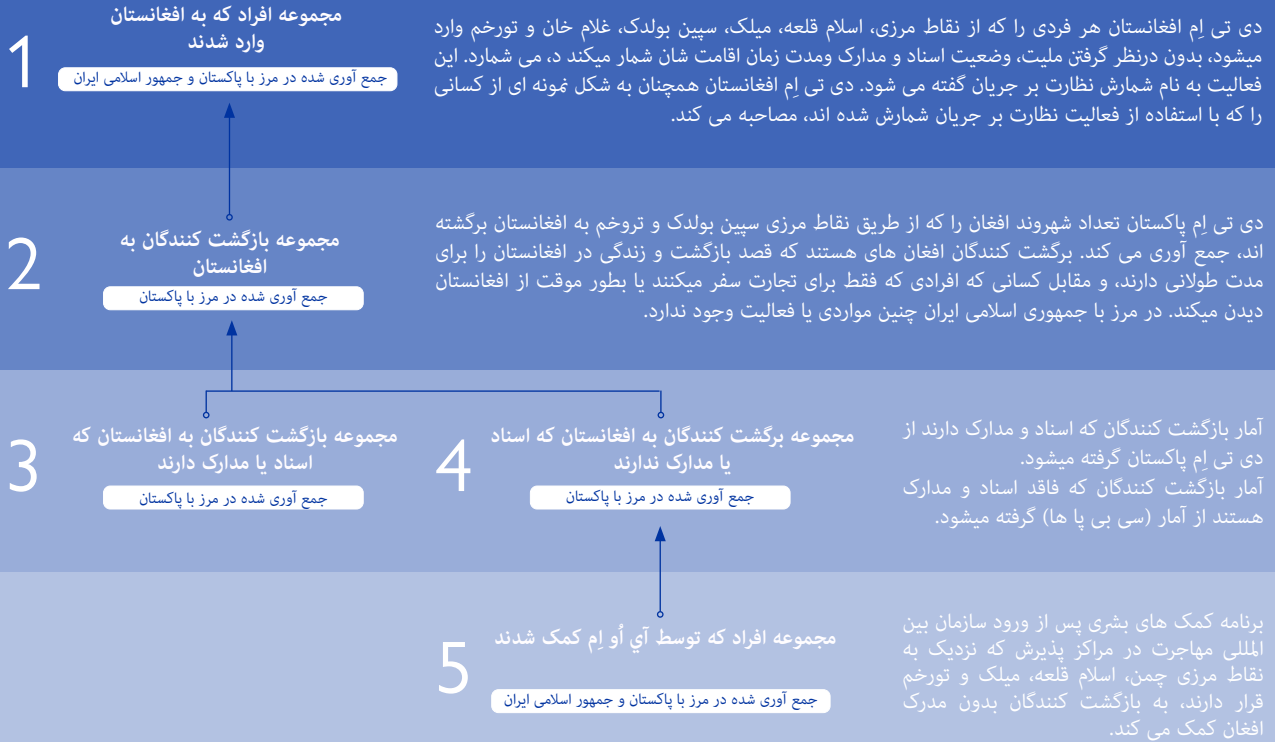 1
مجموعه افراد که به افغانستان
وارد شدند
جمع آوری شده در مرز با پاکستان و جمهور اسلامی ایران
دی تی اِم افغانستان هر فردی را که از نقاط مرزی، اسلام قلعه، میلک، سپین بولدک، غلام خان و تورخم وارد
میشود، بدون درنظر گرفتن ملیت، وضعیت اسناد و مدارک ومدت زمان اقامت شان شمار میکند د، می شمارد. این
فعالیت به نام شمارش نظارت بر جریان گفته می شود. دی تی اِم افغانستان همچنان به شکل نمونه ای از کسانی
را که با استفاده از فعالیت نظارت بر جریان شمارش شده اند، مصاحبه می کند.
2
مجموعه بازگشت کنندگان به
افغانستان
جمع آوری شده در مرز با پاکستان
دی تی اِم پاکستان تعداد شهروند افغان را که از طریق نقاط مرزی سپین بولدک و تروخم به افغانستان برگشته
اند، جمع آوری می کند. برگشت کنندگان افغان های هستند که قصد بازگشت و زندگی در افغانستان را برای
مدت طولانی دارند، و مقابل کسانی که افرادی که فقط برای تجارت سفر میکنند یا بطور موقت از افغانستان
دیدن میکند. در مرز با جمهوری اسلامی ایران چنین مواردی یا فعالیت وجود ندارد.
3
مجموعه بازگشت کنندگان به افغانستان که
اسناد یا مدارک دارند
جمع آوری شده در مرز با پاکستان
4
مجموعه برگشت کنندگان به افغانستان که اسناد
یا مدارک ندارند
جمع آوری شده در مرز با پاکستان
آمار بازگشت کنندگان که اسناد و مدارک دارند از
دی تی اِم پاکستان گرفته میشود.
آمار بازگشت کنندگان که فاقد اسناد و مدارک
هستند از آمار (سی بی پا ها) گرفته میشود.
5
مجموعه افراد که توسط آي اُو اِم کمک شدند
جمع آوری شده در مرز با پاکستان و جمهور اسلامی ایران
برنامه کمک های بشری پس از ورود سازمان بین
المللی مهاجرت در مراکز پذیرش که نزدیک به
نقاط مرزی چمن، اسلام قلعه، میلک و تورخم
قرار دارند، به بازگشت کنندگان بدون مدرک
افغان کمک می کند.